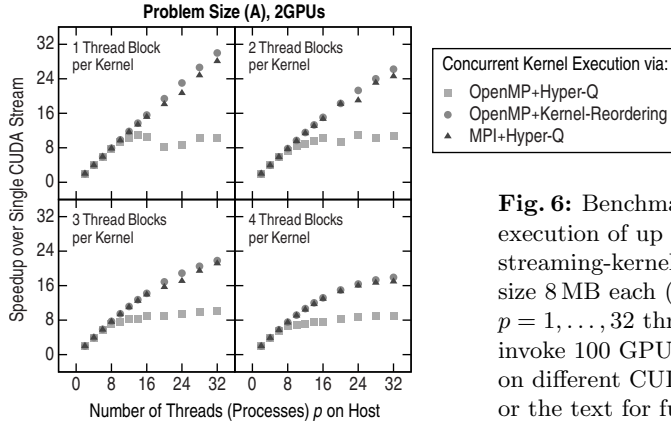 Problem Size (A), 2GPUs
1 Thread Block
per Kernel
2 Thread Blocks
per Kernel
32
24
16
8
0
3 Thread Blocks
per Kernel
4 Thread Blocks
per Kernel
32
24
16
8
0
0 8 16 24 32 0 8 16 24 32
Speedup over Single CUDA Stream
Number of Threads (Processes) p on Host
Concurrent Kernel Execution via:
OpenMP+Hyper-Q
OpenMP+Kernel-Reordering
MPI+Hyper-Q
Fig. 6: Benchma
execution of up
streaming-kernel
size 8 MB each (
p = 1, . . . , 32 thr
invoke 100 GPU
on different CUI
or the text for fu